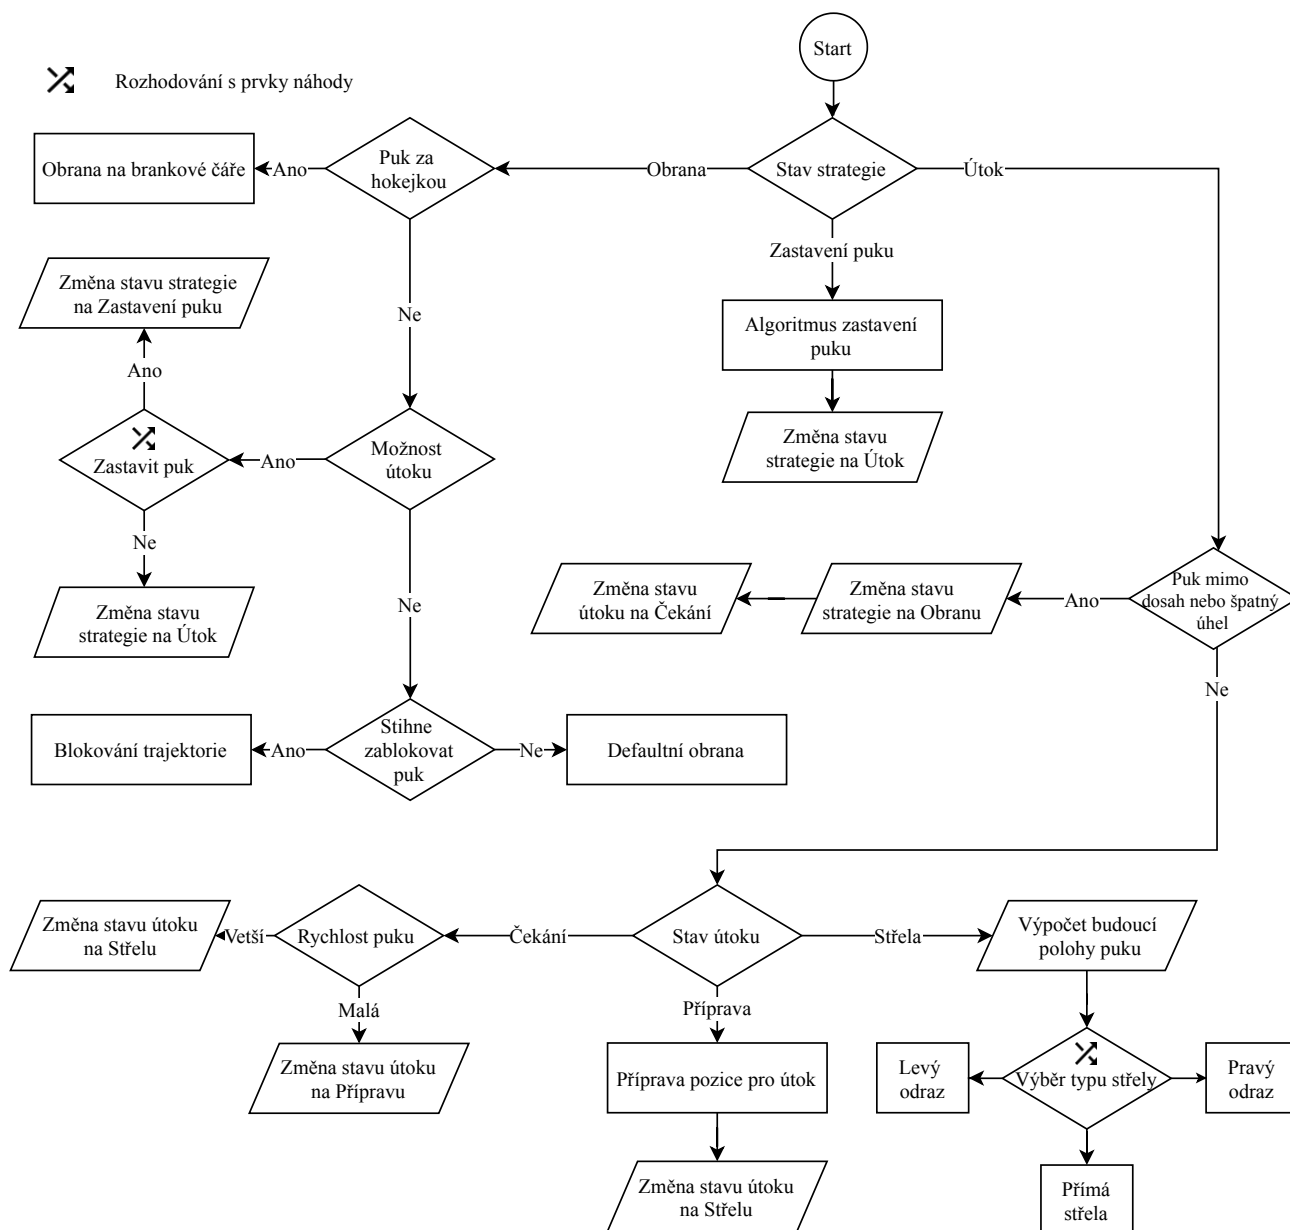 Start
Rozhodování s prvky náhody
Obrana na brankové čáře
Ano
Puk za
hokejkou
Obrana
Stav strategie
Útok
Zastavení puku
Změna stavu strategie
na Zastavení puku
Ne
Algoritmus zastavení
puku
Ano
Zastavit puk
Ano
Možnost
útoku
Změna stavu
strategie na Útok
Ne
Změna stavu
strategie na Útok
Ne
Změna stavu
útoku na Čekání
Změna stavu
strategie na Obranu
Ano
Puk mimo
dosah nebo špatný
úhel
Ne
Blokování trajektorie
Ano
Stihne
zablokovat
puk
Ne
Defaultní obrana
Změna stavu útoku
na Střelu
Vetší
Rychlost puku
Čekání
Stav útoku
Střela
Výpočet budoucí
polohy puku
Malá
Příprava
Změna stavu útoku
na Přípravu
Příprava pozice pro útok
Levý
odraz
Výběr typu střely
Pravý
odraz
Změna stavu útoku
na Střelu
Přímá
střela